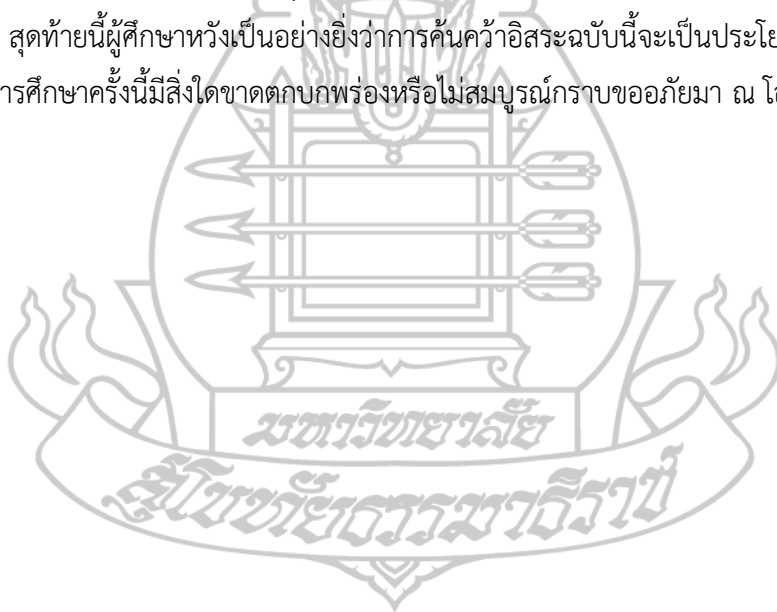 สุดท้ายนี้ผู้ศึกษาหวังเป็นอย่างยิ่งว่าการค้นคว้าอิสระฉบับนี้จะเป็นประโย
ารศึกษาครั้งนี้มีสิ่งใดขาดตกบกพร่องหรือไม่สมบูรณ์กราบขออภัยมา ณ
มหาวิทยาลัย
สุโขทัยธรรมาธิราช